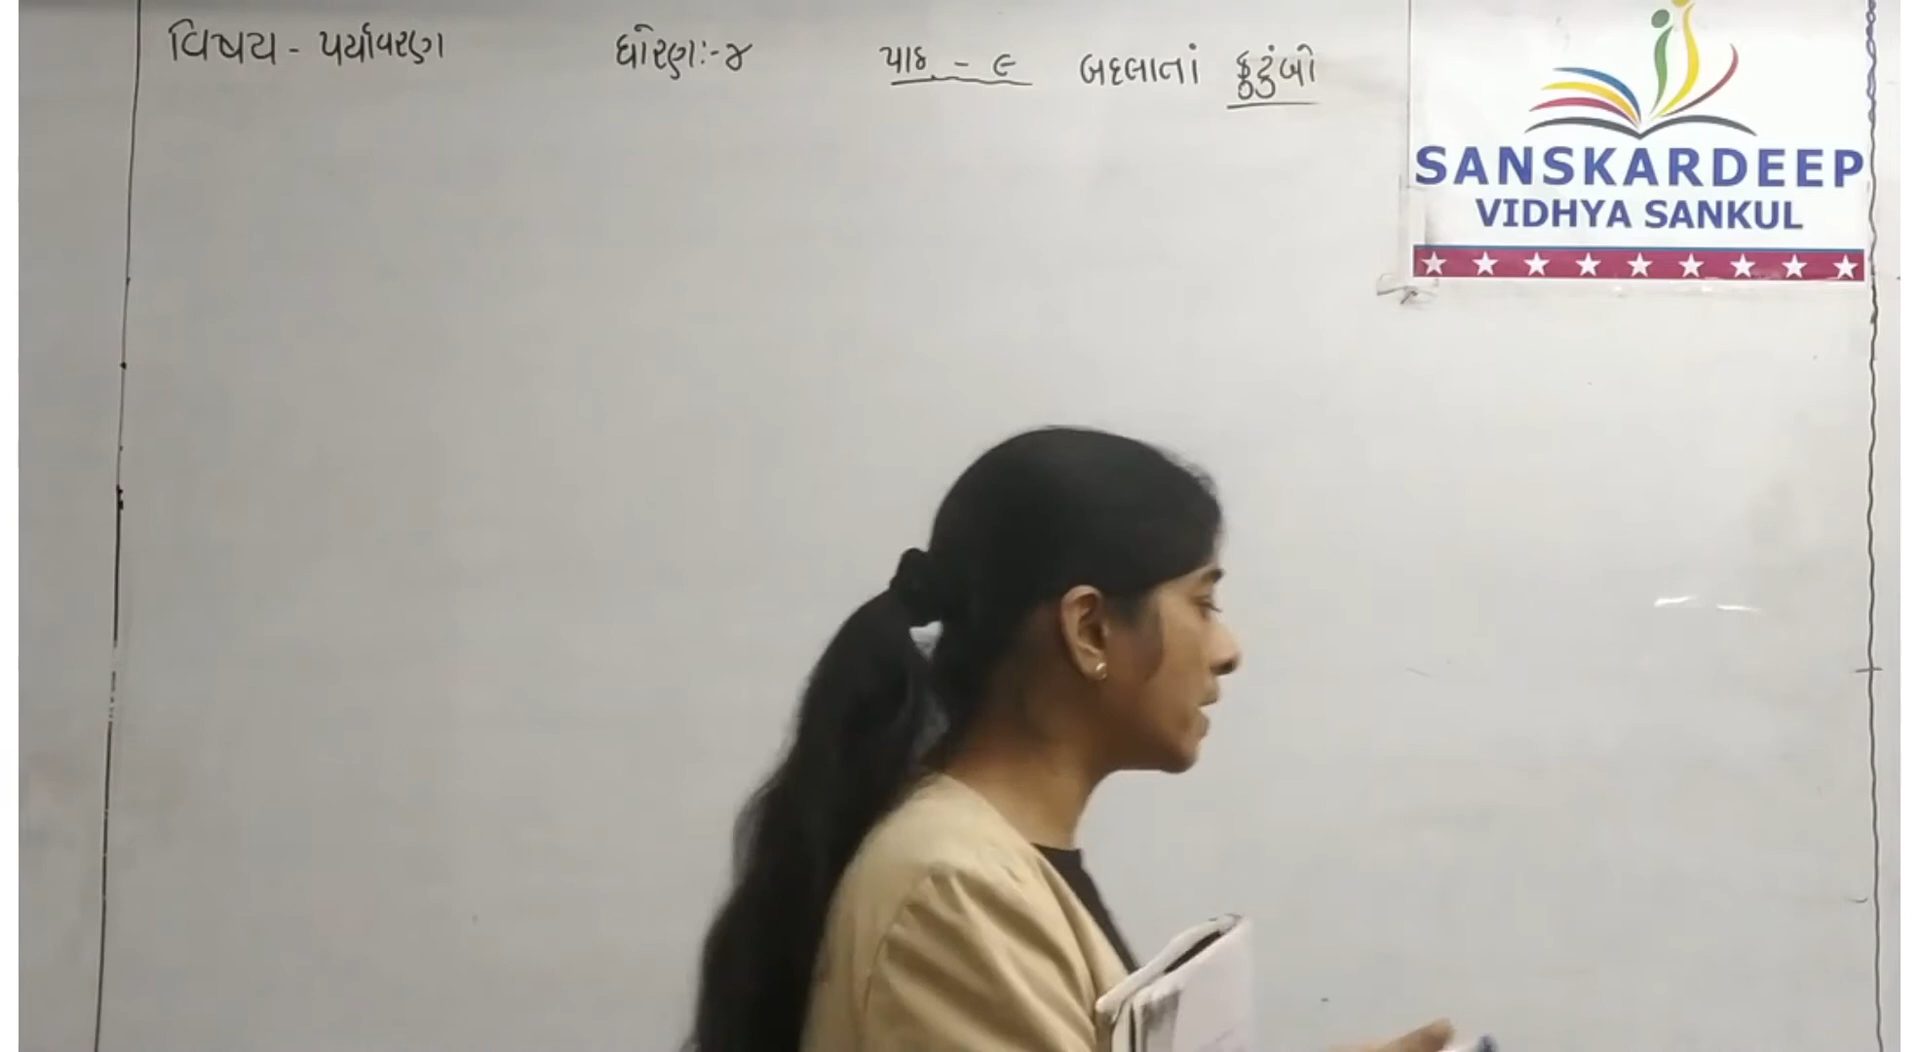 વિષય - પર્યાવરણ ધોરણઃ-૪ પાઠ - ૯ બદલાતાં કુટુંબો
SANSKARDEEP
VIDHYA SANKUL